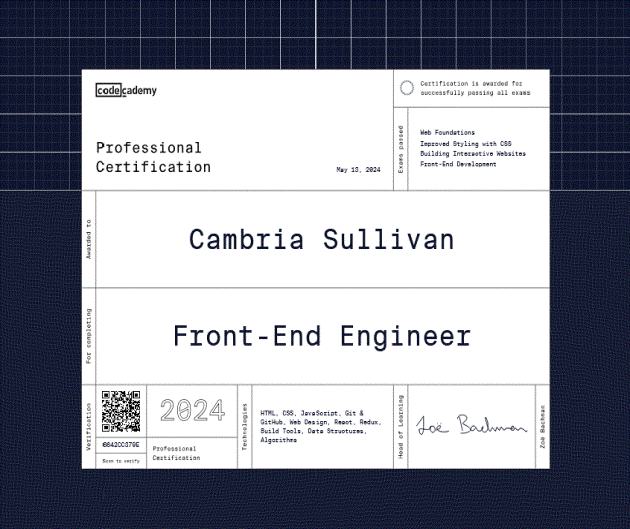 codecademy
Certification is awarded for
successfully passing all exams
Professional
Certification
May 13, 2024
Exams passed
Web Foundations
Improved Styling with CSS
Building Interactive Websites
Front-End Development
Awarded to
Cambria Sullivan
For completing
Front-End Engineer
Verification
Scan to verify
2024
Professional
Certification
Technologies
HTML, CSS, JavaScript, Git &
GitHub, Web Design, React, Redux,
Build Tools, Data Structures,
Algorithms
Head of Learning
Zoë Bachman
Zoë Bachman